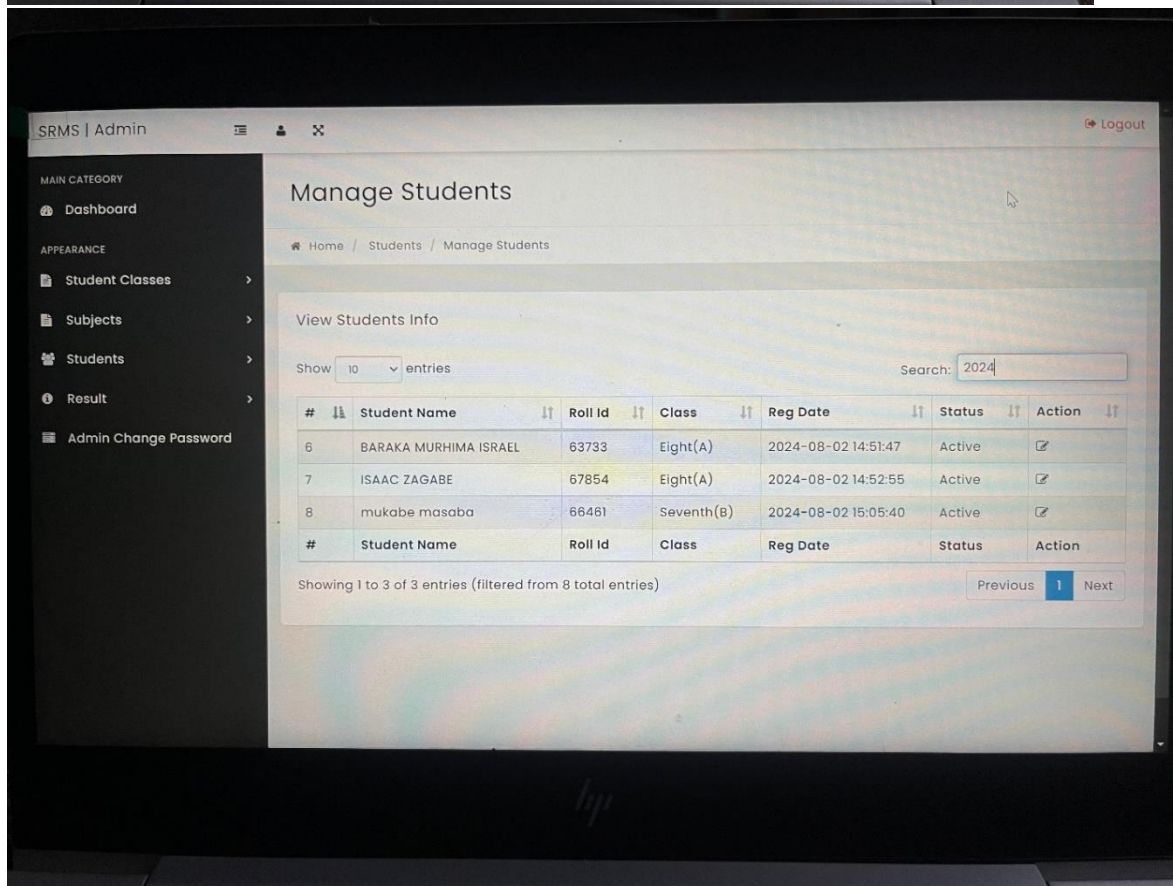 SRMS | Admin
Logout
MAIN CATEGORY
Dashboard
APPEARANCE
Student Classes
Subjects
Students
Result
Admin Change Password
Manage Students
Home / Students / Manage Students
View Students Info
Show 10 entries
Search: 2024
# Student Name Roll Id Class Reg Date Status Action
6 BARAKA MURHIMA ISRAEL 63733 Eight(A) 2024-08-02 14:51:47 Active
7 ISAAC ZAGABE 67854 Eight(A) 2024-08-02 14:52:55 Active
8 mukabe masaba 66461 Seventh(B) 2024-08-02 15:05:40 Active
# Student Name Roll Id Class Reg Date Status Action
Showing 1 to 3 of 3 entries (filtered from 8 total entries)
Previous 1 Next
hp